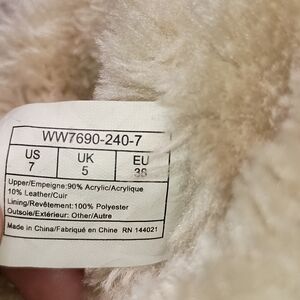 WW7690-240-7
US UK EU
7 5 38
Upper/Empeigne:90% Acrylic/Acrylique
10% Leather/Cuir
Lining/Revêtement:100% Polyester
Outsole/Extérieur: Other/Autre
Made in China/Fabriqué en Chine RN 144021